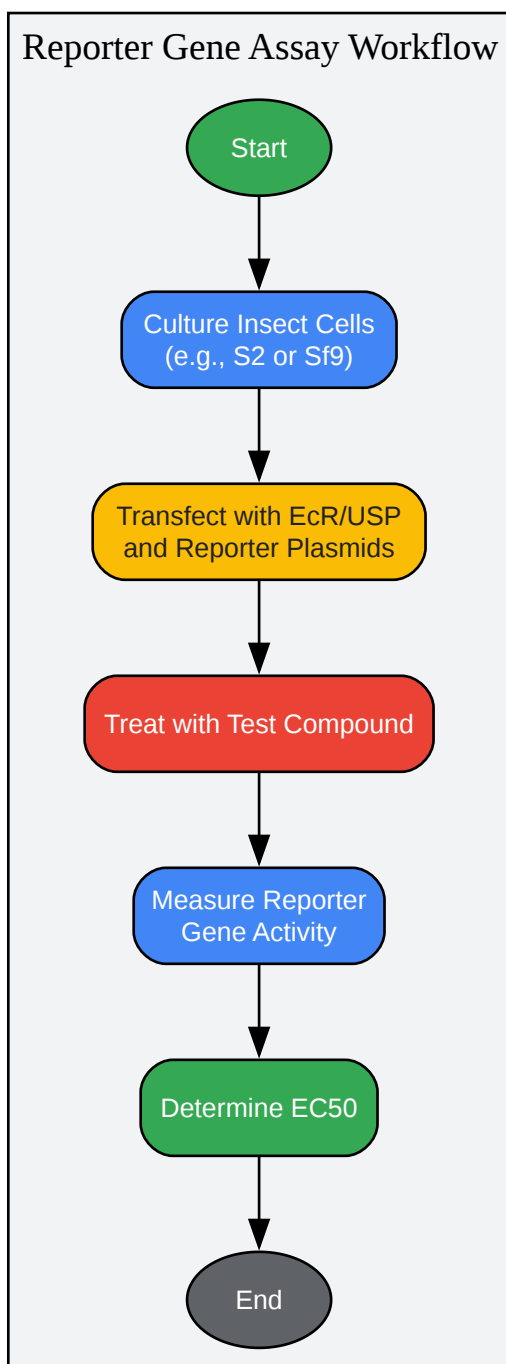 Reporter Gene Assay Workflow
Start
Culture Insect Cells
(e.g., S2 or Sf9)
Transfect with EcR/USP
and Reporter Plasmids
Treat with Test Compound
Measure Reporter
Gene Activity
Determine EC50
End